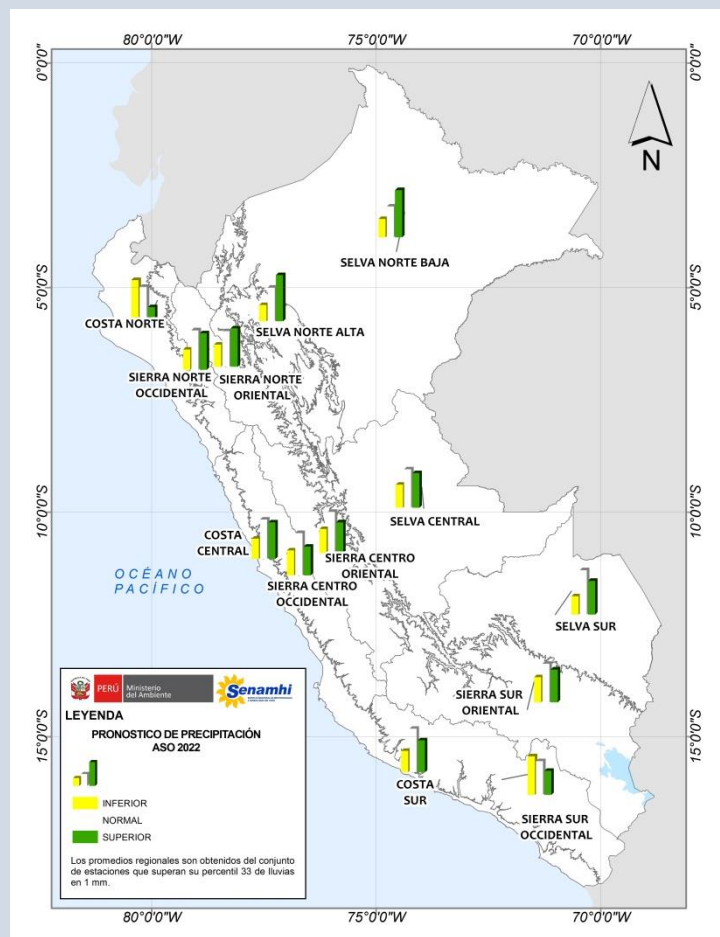 80°0'0"W
75°0'0"W
70°0'0"W
0°0'0"
0°0'0"
N
SELVA NORTE BAJA
5°0'0"S
5°0'0"S
COSTA NORTE
SELVA NORTE ALTA
SIERRA NORTE
OCCIDENTAL
SIERRA NORTE
ORIENTAL
10°0'0"S
10°0'0"S
SELVA CENTRAL
COSTA
CENTRAL
SIERRA CENTRO
ORIENTAL
SIERRA CENTRO
OCCIDENTAL
OCÉANO
PACÍFICO
SELVA SUR
SIERRA SUR
ORIENTAL
15°0'0"S
15°0'0"S
COSTA
SUR
SIERRA SUR
OCCIDENTAL
PERÚ
Ministerio
del Ambiente
Senamhi
LEYENDA
PRONOSTICO DE PRECIPITACIÓN
ASO 2022
INFERIOR
NORMAL
SUPERIOR
Los promedios regionales son obtenidos del conjunto
de estaciones que superan su percentil 33 de lluvias
en 1 mm.
80°0'0"W
75°0'0"W
70°0'0"W